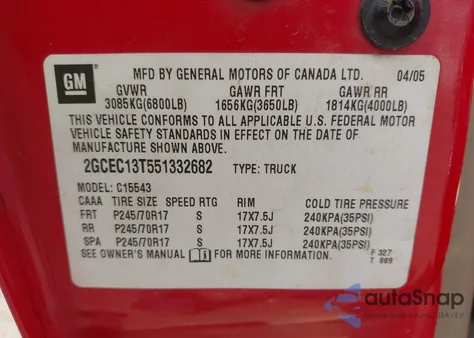 GM
MFD BY GENERAL MOTORS OF CANADA LTD. 04/05
GVWR GAWR FRT GAWR RR
3085KG(6800LB) 1656KG(3650LB) 1814KG(4000LB)
THIS VEHICLE CONFORMS TO ALL APPLICABLE U.S. FEDERAL MOTOR
VEHICLE SAFETY STANDARDS IN EFFECT ON THE DATE OF
MANUFACTURE SHOWN ABOVE.
2GCEC13T551332682 TYPE: TRUCK
MODEL: C15543
CAAA TIRE SIZE SPEED RTG RIM COLD TIRE PRESSURE
FRT P245/70R17 S 17X7.5J 240KPA(35PSI)
RR P245/70R17 S 17X7.5J 240KPA(35PSI)
SPA P245/70R17 S 17X7.5J 240KPA(35PSI)
SEE OWNER'S MANUAL FOR MORE INFORMATION. F 327
T 889
autoSnap